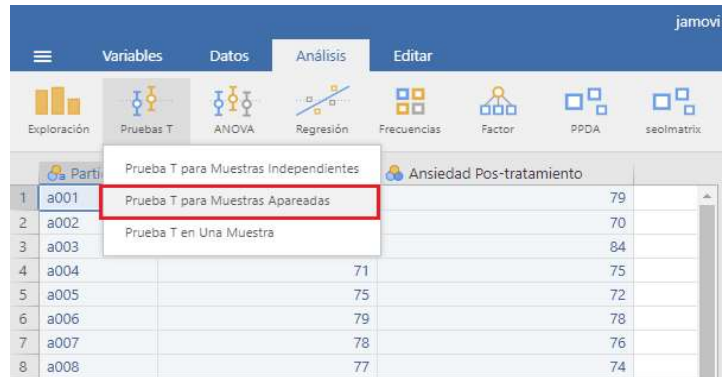 jamovi
Variables Datos Análisis Editar
Exploración Pruebas T ANOVA Regresión Frecuencias Factor PPDA seolmatrix
Parti Ansiedad Pos-tratamiento
Prueba T para Muestras Independientes
Prueba T para Muestras Apareadas
Prueba T en Una Muestra
1 a001 79
2 a002 70
3 a003 84
4 a004 71 75
5 a005 75 72
6 a006 79 78
7 a007 78 76
8 a008 77 74